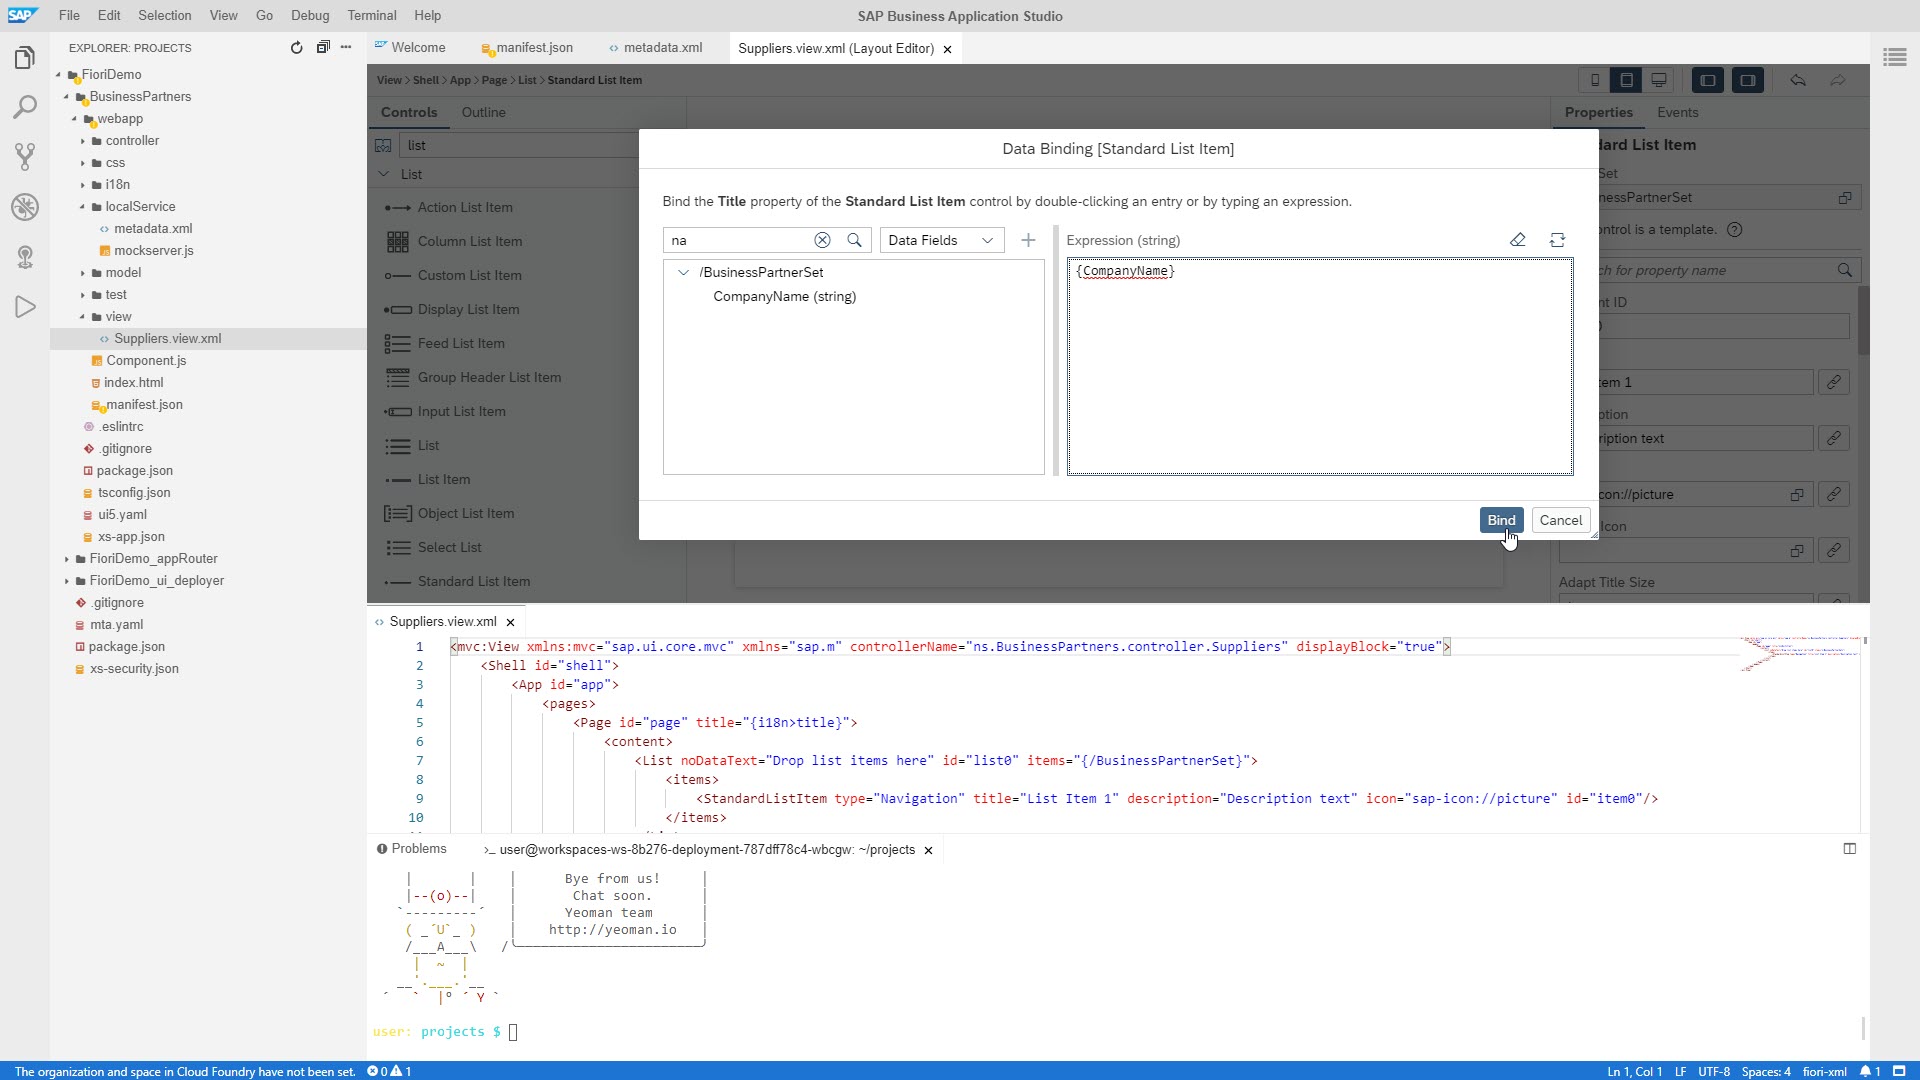 SAP File Edit Selection View Go Debug Terminal Help
SAP Business Application Studio
EXPLORER: PROJECTS
FioriDemo
BusinessPartners
webapp
controller
css
i18n
localService
metadata.xml
mockserver.js
model
test
view
Suppliers.view.xml
Component.js
index.html
manifest.json
.eslintrc
.gitignore
package.json
tsconfig.json
ui5.yaml
xs-app.json
FioriDemo_appRouter
FioriDemo_ui_deployer
.gitignore
mta.yaml
package.json
xs-security.json
Welcome manifest.json metadata.xml Suppliers.view.xml (Layout Editor)
View > Shell > App > Page > List > Standard List Item
Controls Outline
list
List
Action List Item
Column List Item
Custom List Item
Display List Item
Feed List Item
Group Header List Item
Input List Item
List
List Item
Object List Item
Select List
Standard List Item
Data Binding [Standard List Item]
Bind the Title property of the Standard List Item control by double-clicking an entry or by typing an expression.
na Data Fields
Expression (string)
/BusinessPartnerSet
CompanyName (string)
{CompanyName}
Bind Cancel
Properties Events
dard List Item
Set
nessPartnerSet
ontrol is a template.
ch for property name
nt ID
tem 1
ption
ription text
con://picture
Icon
Adapt Title Size
Suppliers.view.xml
1 <mvc:View xmlns:mvc="sap.ui.core.mvc" xmlns="sap.m" controllerName="ns.BusinessPartners.controller.Suppliers" displayBlock="true">
2 <Shell id="shell">
3 <App id="app">
4 <pages>
5 <Page id="page" title="{i18n>title}">
6 <content>
7 <List noDataText="Drop list items here" id="list0" items="{/BusinessPartnerSet}">
8 <items>
9 <StandardListItem type="Navigation" title="List Item 1" description="Description text" icon="sap-icon://picture" id="item0"/>
10 </items>
Problems >_ user@workspaces-ws-8b276-deployment-787dff78c4-wbcgw: ~/projects
Bye from us!
Chat soon.
Yeoman team
http://yeoman.io
user: projects $
The organization and space in Cloud Foundry have not been set. 0 1
Ln 1, Col 1 LF UTF-8 Spaces: 4 fiori-xml 1